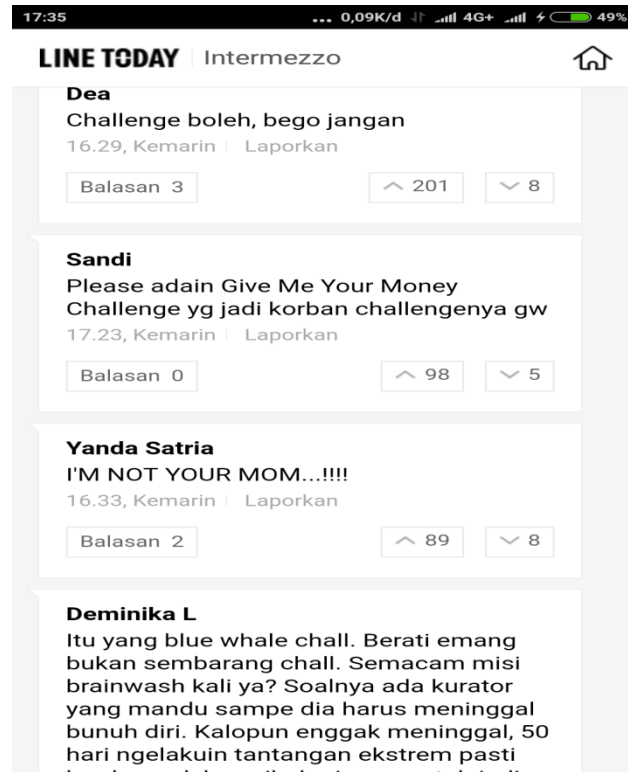 17:35 ... 0,09K/d 4G+ 49%
LINE TODAY Intermezzo
Dea
Challenge boleh, bego jangan
16.29, Kemarin Laporkan
Balasan 3 201 8
Sandi
Please adain Give Me Your Money
Challenge yg jadi korban challengenya gw
17.23, Kemarin Laporkan
Balasan 0 98 5
Yanda Satria
I'M NOT YOUR MOM...!!!!
16.33, Kemarin Laporkan
Balasan 2 89 8
Deminika L
Itu yang blue whale chall. Berati emang
bukan sembarang chall. Semacam misi
brainwash kali ya? Soalnya ada kurator
yang mandu sampe dia harus meninggal
bunuh diri. Kalopun enggak meninggal, 50
hari ngelakuin tantangan ekstrem pasti